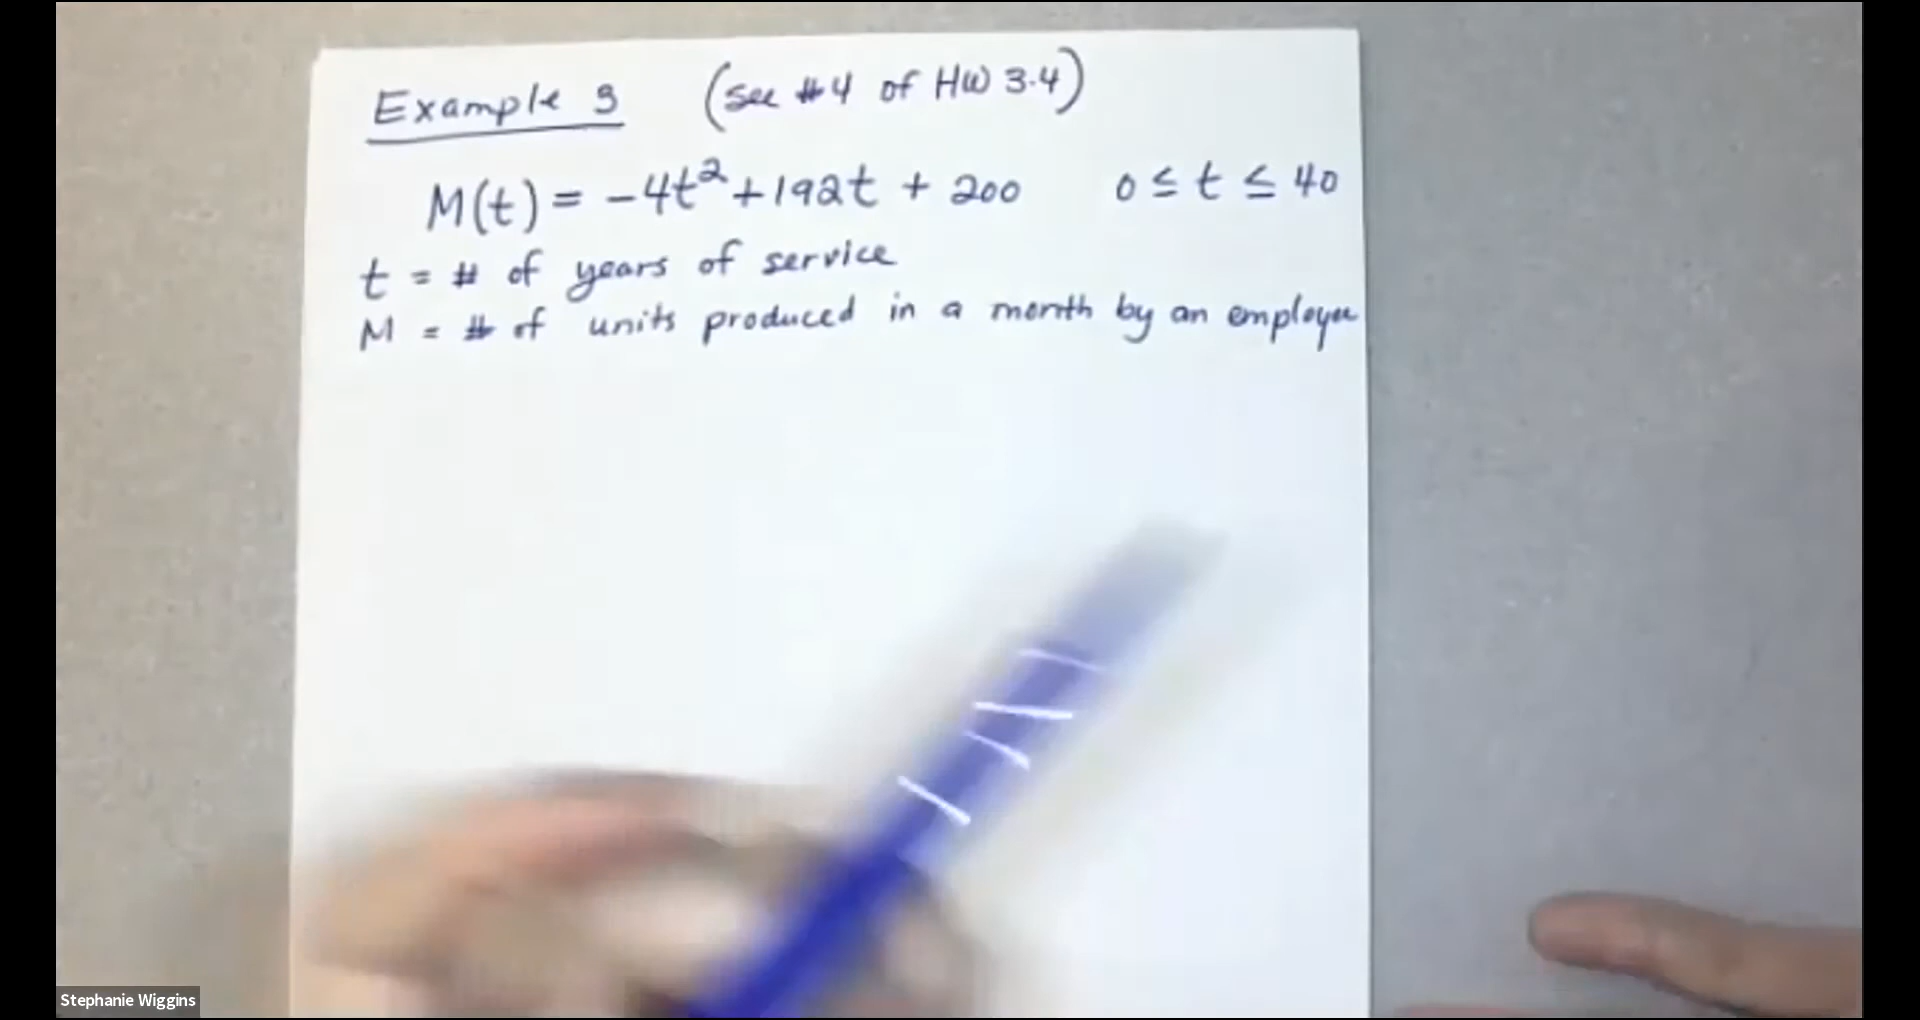 Example 3 (see #4 of HW 3.4)
M(t) = -4t² + 192t + 200 0 ≤ t ≤ 40
t = # of years of service
M = # of units produced in a month by an employee
Stephanie Wiggins